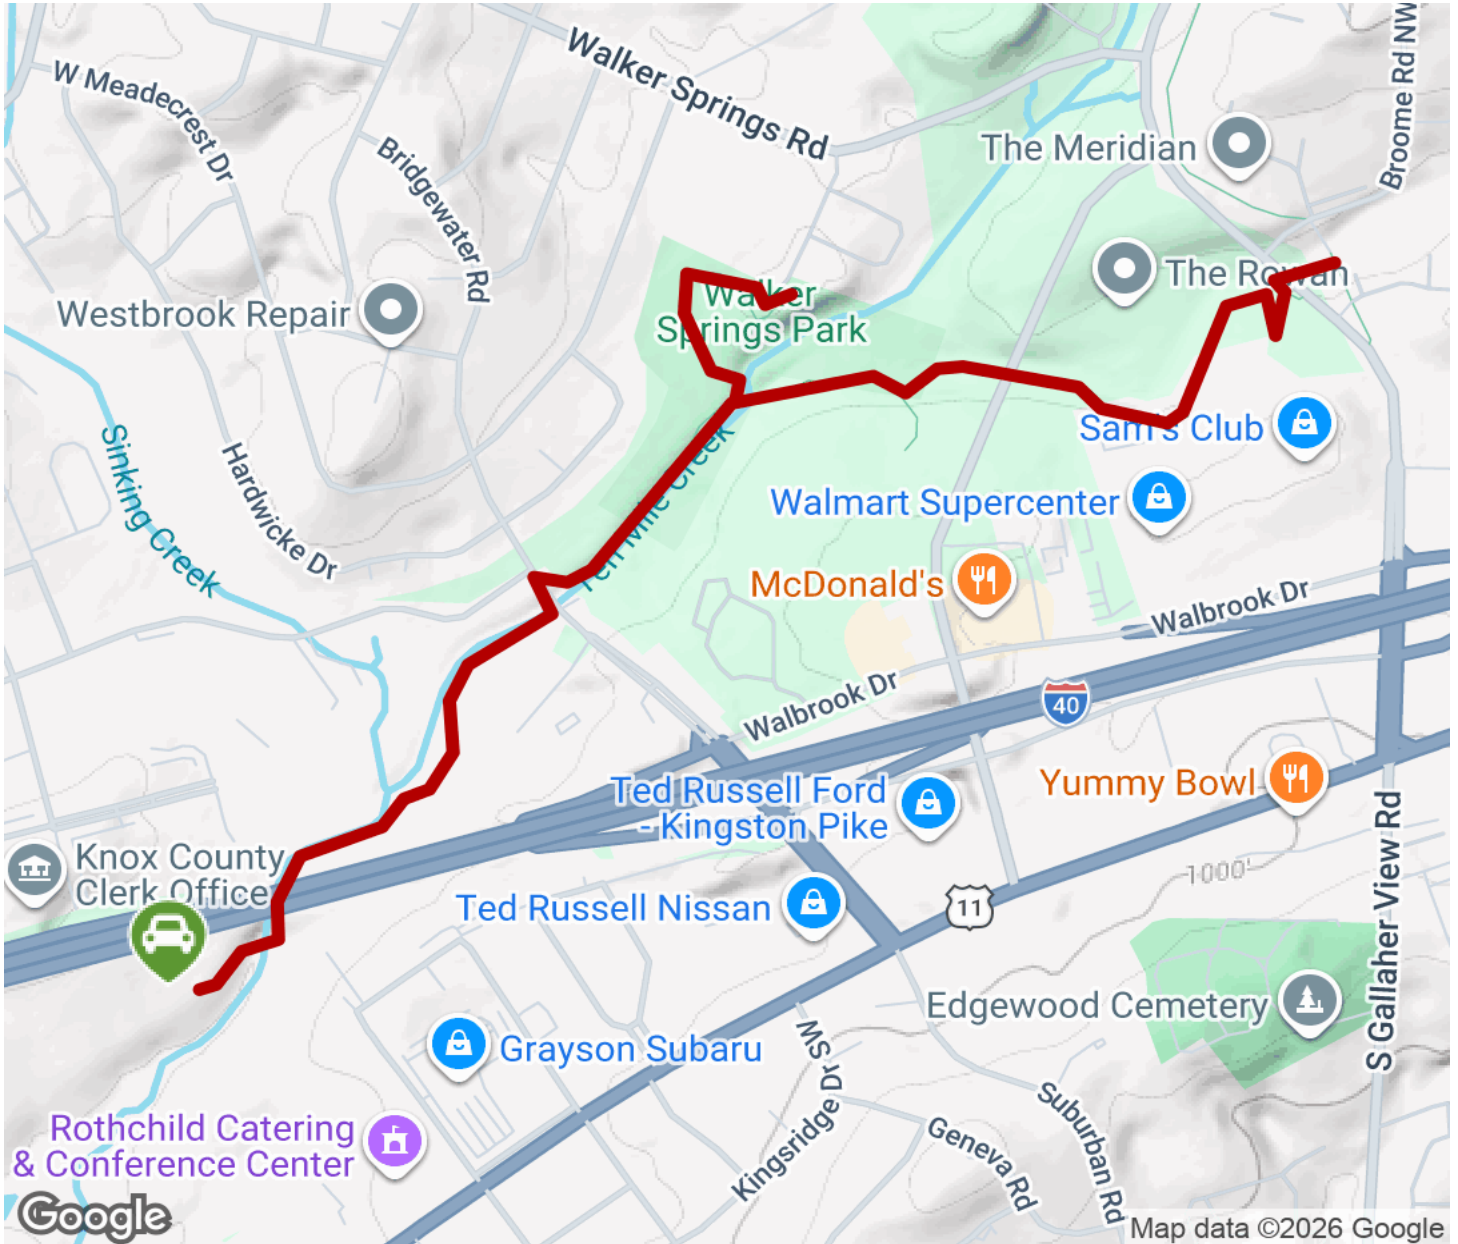 Walker Springs Rd
W Meadecrest Dr
Bridgewater Rd
The Meridian
Broome Rd NW
The Rowan
Walker
Springs Park
Westbrook Repair
Sinking Creek
Hardwicke Dr
Ten Mile Creek
Sam's Club
Walmart Supercenter
McDonald's
Walbrook Dr
Walbrook Dr
40
Ted Russell Ford
- Kingston Pike
Yummy Bowl
Knox County
Clerk Office
Ted Russell Nissan
11
1000'
S Gallaher View Rd
Edgewood Cemetery
Grayson Subaru
Kingsridge Dr SW
Geneva Rd
Suburban Rd
Rothchild Catering
& Conference Center
Google
Map data ©2026 Google